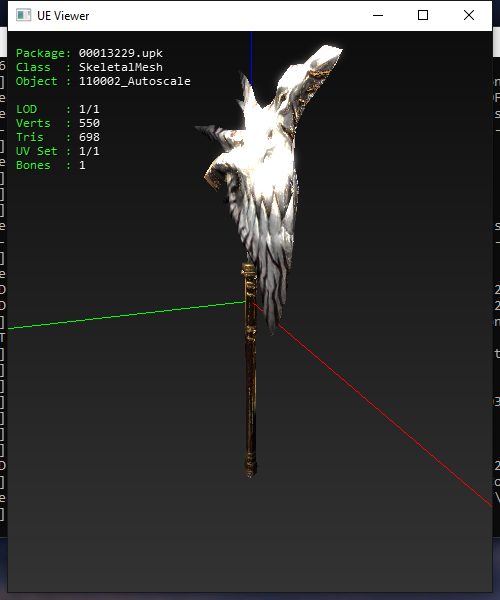 UE Viewer
Package: 00013229.upk
Class : SkeletalMesh
Object : 110002_Autoscale
LOD : 1/1
Verts : 550
Tris : 698
UV Set : 1/1
Bones : 1